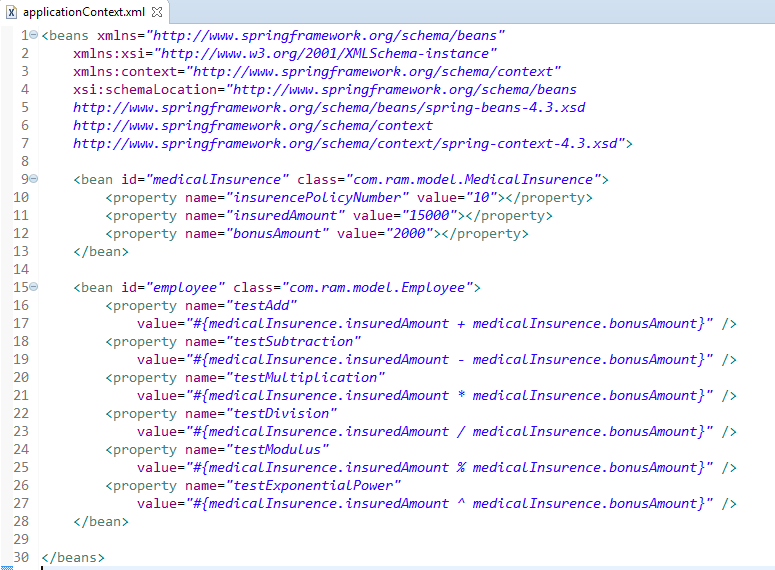 applicationContext.xml
1 <beans xmlns="http://www.springframework.org/schema/beans"
2     xmlns:xsi="http://www.w3.org/2001/XMLSchema-instance"
3     xmlns:context="http://www.springframework.org/schema/context"
4     xsi:schemaLocation="http://www.springframework.org/schema/beans
5     http://www.springframework.org/schema/beans/spring-beans-4.3.xsd
6     http://www.springframework.org/schema/context
7     http://www.springframework.org/schema/context/spring-context-4.3.xsd">
8
9     <bean id="medicalInsurence" class="com.ram.model.MedicalInsurence">
10         <property name="insurencePolicyNumber" value="10"></property>
11         <property name="insuredAmount" value="15000"></property>
12         <property name="bonusAmount" value="2000"></property>
13     </bean>
14
15     <bean id="employee" class="com.ram.model.Employee">
16         <property name="testAdd"
17             value="#{medicalInsurence.insuredAmount + medicalInsurence.bonusAmount}" />
18         <property name="testSubtraction"
19             value="#{medicalInsurence.insuredAmount - medicalInsurence.bonusAmount}" />
20         <property name="testMultiplication"
21             value="#{medicalInsurence.insuredAmount * medicalInsurence.bonusAmount}" />
22         <property name="testDivision"
23             value="#{medicalInsurence.insuredAmount / medicalInsurence.bonusAmount}" />
24         <property name="testModulus"
25             value="#{medicalInsurence.insuredAmount % medicalInsurence.bonusAmount}" />
26         <property name="testExponentialPower"
27             value="#{medicalInsurence.insuredAmount ^ medicalInsurence.bonusAmount}" />
28     </bean>
29
30 </beans>